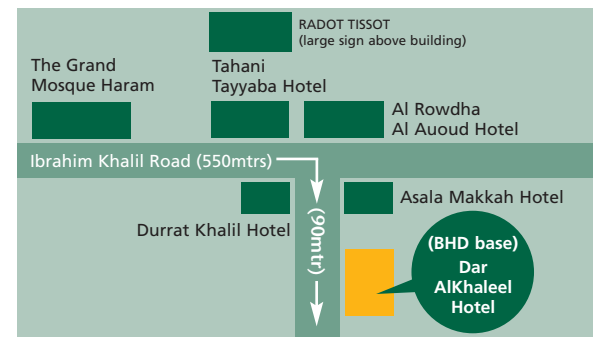 RADOT TISSOT
(large sign above building)
The Grand
Mosque Haram
Tahani
Tayyaba Hotel
Al Rowdha
Al Auoud Hotel
Ibrahim Khalil Road (550mtrs)
Durrat Khalil Hotel
(90mtr)
Asala Makkah Hotel
(BHD base)
Dar
AlKhaleel
Hotel